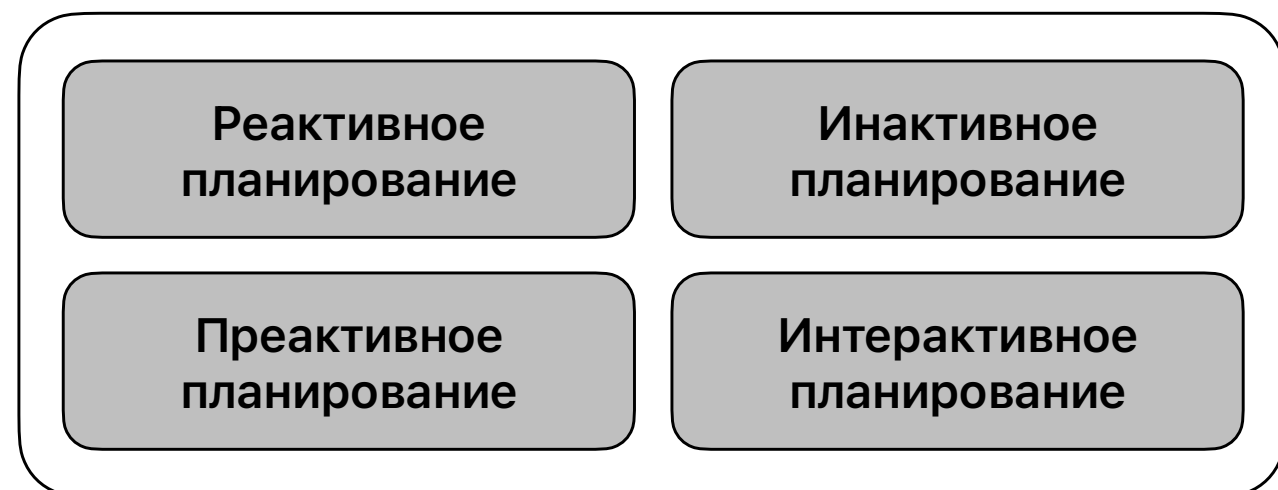 Реактивное
планирование
Инактивное
планирование
Преактивное
планирование
Интерактивное
планирование